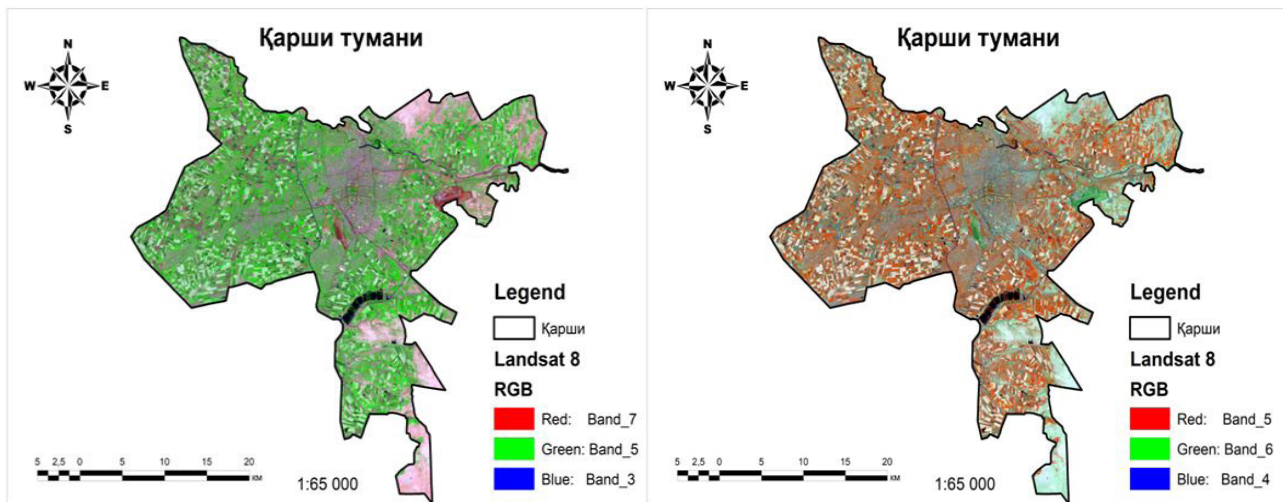 Қарши тумани
N
W E
S
Legend
Қарши
Landsat 8
RGB
Red: Band_7
Green: Band_5
Blue: Band_3
5 2,5 0 5 10 15 20
КМ
1:65 000
Қарши тумани
N
W E
S
Legend
Қарши
Landsat 8
RGB
Red: Band_5
Green: Band_6
Blue: Band_4
5 2,5 0 5 10 15 20
КМ
1:65 000